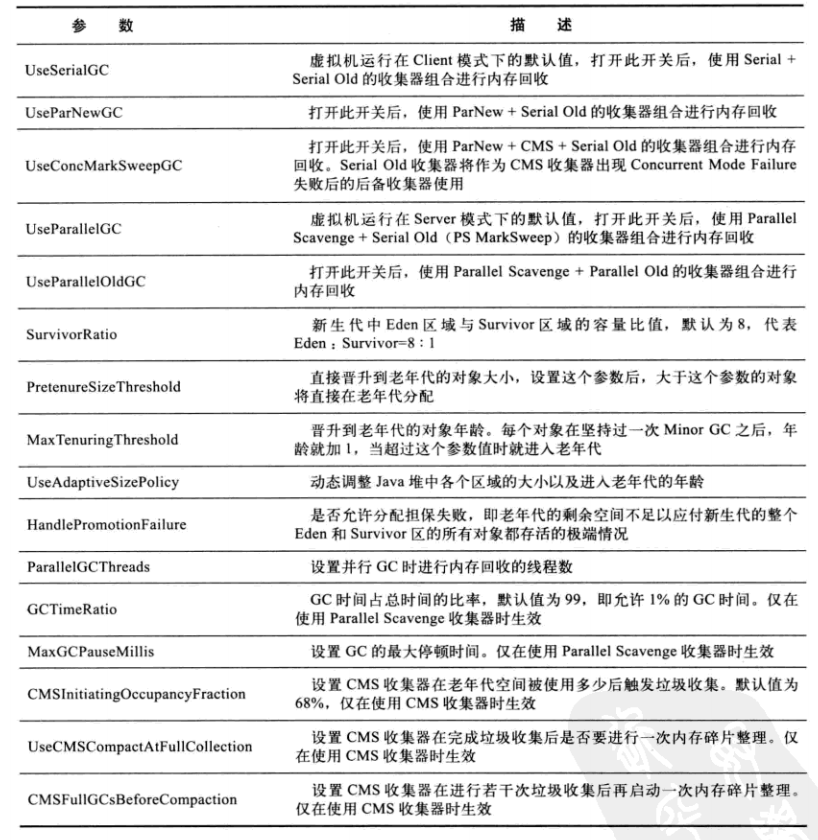 参 数 描 述
UseSerialGC
虚拟机运行在 Client 模式下的默认值，打开此开关后，使用 Serial +
Serial Old 的收集器组合进行内存回收
UseParNewGC
打开此开关后，使用 ParNew + Serial Old 的收集器组合进行内存回收
UseConcMarkSweepGC
打开此开关后，使用 ParNew + CMS + Serial Old 的收集器组合进行内存
回收。Serial Old 收集器将作为 CMS 收集器出现 Concurrent Mode Failure
失败后的后备收集器使用
UseParallelGC
虚拟机运行在 Server 模式下的默认值，打开此开关后，使用 Parallel
Scavenge + Serial Old（PS MarkSweep）的收集器组合进行内存回收
UseParallelOldGC
打开此开关后，使用 Parallel Scavenge + Parallel Old 的收集器组合进行
内存回收
SurvivorRatio
新生代中 Eden 区域与 Survivor 区域的容量比值，默认为 8，代表
Eden：Survivor=8：1
PretenureSizeThreshold
直接晋升到老年代的对象大小，设置这个参数后，大于这个参数的对象
将直接在老年代分配
MaxTenuringThreshold
晋升到老年代的对象年龄。每个对象在坚持过一次 Minor GC 之后，年
龄就加 1，当超过这个参数值时就进入老年代
UseAdaptiveSizePolicy
动态调整 Java 堆中各个区域的大小以及进入老年代的年龄
HandlePromotionFailure
是否允许分配担保失败，即老年代的剩余空间不足以应付新生代的整个
Eden 和 Survivor 区的所有对象都存活的极端情况
ParallelGCThreads
设置并行 GC 时进行内存回收的线程数
GCTimeRatio
GC 时间占总时间的比率，默认值为 99，即允许 1% 的 GC 时间。仅在
使用 Parallel Scavenge 收集器时生效
MaxGCPauseMillis
设置 GC 的最大停顿时间。仅在使用 Parallel Scavenge 收集器时生效
CMSInitiatingOccupancyFraction
设置 CMS 收集器在老年代空间被使用多少后触发垃圾收集。默认值为
68%，仅在使用 CMS 收集器时生效
UseCMSCompactAtFullCollection
设置 CMS 收集器在完成垃圾收集后是否要进行一次内存碎片整理。仅
在使用 CMS 收集器时生效
CMSFullGCsBeforeCompaction
设置 CMS 收集器在进行若干次垃圾收集后再启动一次内存碎片整理。
仅在使用 CMS 收集器时生效